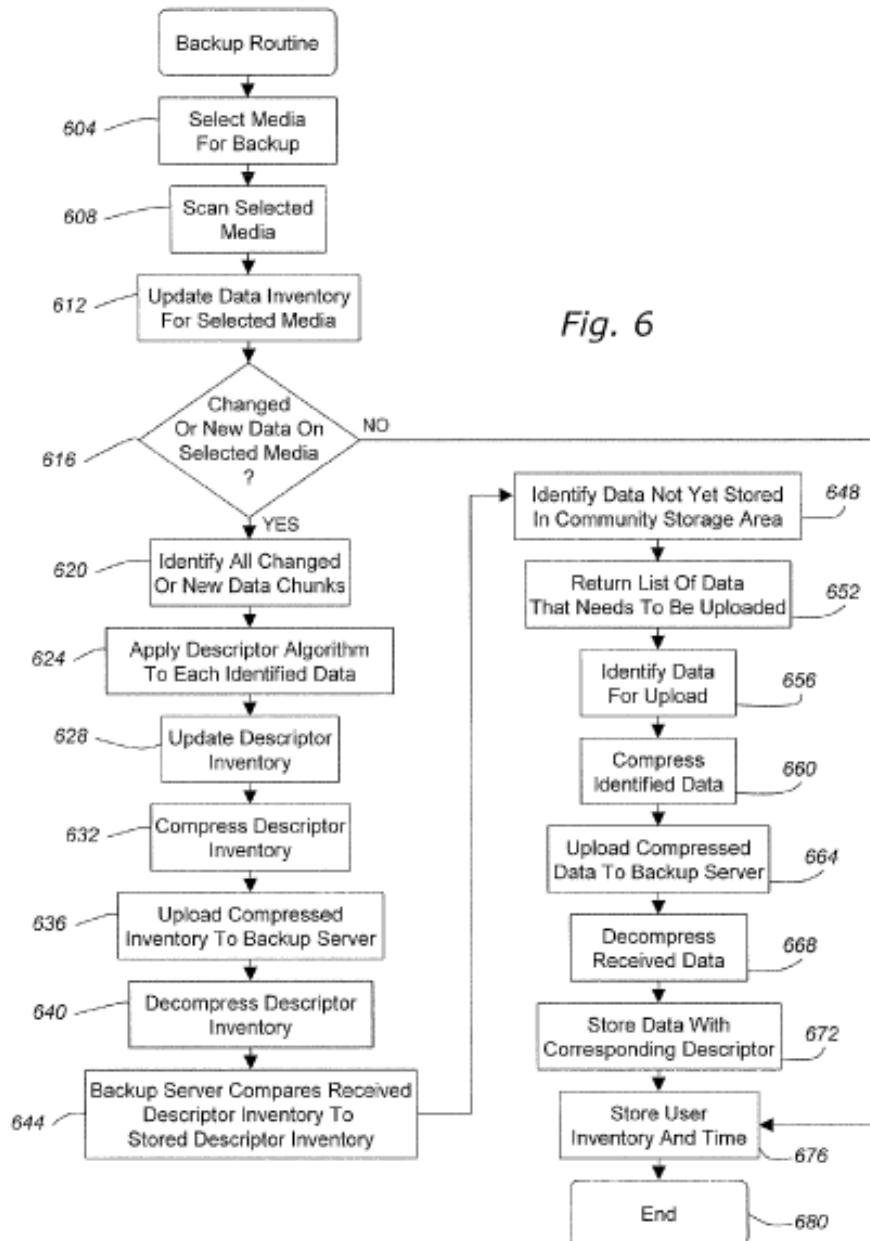 Backup Routine
604
Select Media
For Backup
608
Scan Selected
Media
612
Update Data Inventory
For Selected Media
Fig. 6
616
Changed
Or New Data On
Selected Media
?
NO
YES
620
Identify All Changed
Or New Data Chunks
624
Apply Descriptor Algorithm
To Each Identified Data
628
Update Descriptor
Inventory
632
Compress Descriptor
Inventory
636
Upload Compressed
Inventory To Backup Server
640
Decompress Descriptor
Inventory
644
Backup Server Compares Received
Descriptor Inventory To
Stored Descriptor Inventory
Identify Data Not Yet Stored
In Community Storage Area
648
Return List Of Data
That Needs To Be Uploaded
652
Identify Data
For Upload
656
Compress
Identified Data
660
Upload Compressed
Data To Backup Server
664
Decompress
Received Data
668
Store Data With
Corresponding Descriptor
672
Store User
Inventory And Time
676
End
680